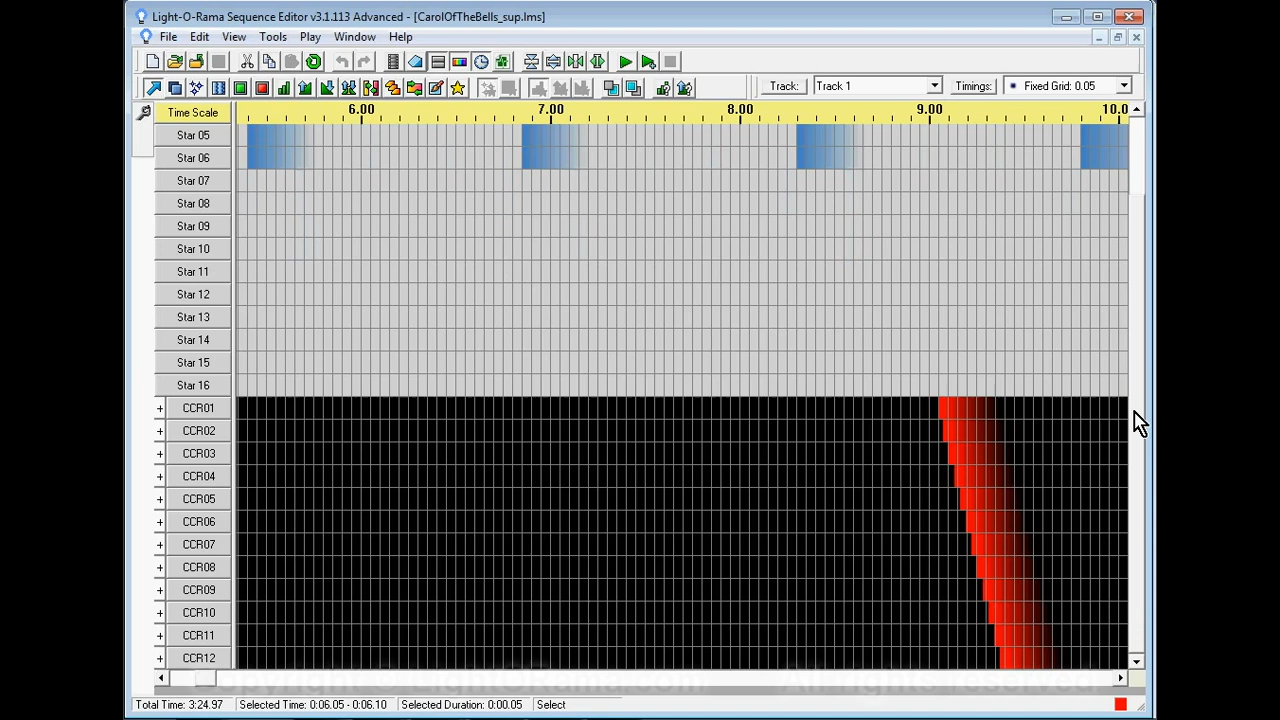 Light-O-Rama Sequence Editor v3.1.113 Advanced - [CarolOfTheBells_sup.lms]
File Edit View Tools Play Window Help
Track: Track 1 Timings: Fixed Grid: 0.05
Time Scale 6.00 7.00 8.00 9.00 10.0
Star 05
Star 06
Star 07
Star 08
Star 09
Star 10
Star 11
Star 12
Star 13
Star 14
Star 15
Star 16
+ CCR01
+ CCR02
+ CCR03
+ CCR04
+ CCR05
+ CCR06
+ CCR07
+ CCR08
+ CCR09
+ CCR10
+ CCR11
+ CCR12
Total Time: 3:24.97 Selected Time: 0:06.05 - 0:06.10 Selected Duration: 0:00.05 Select